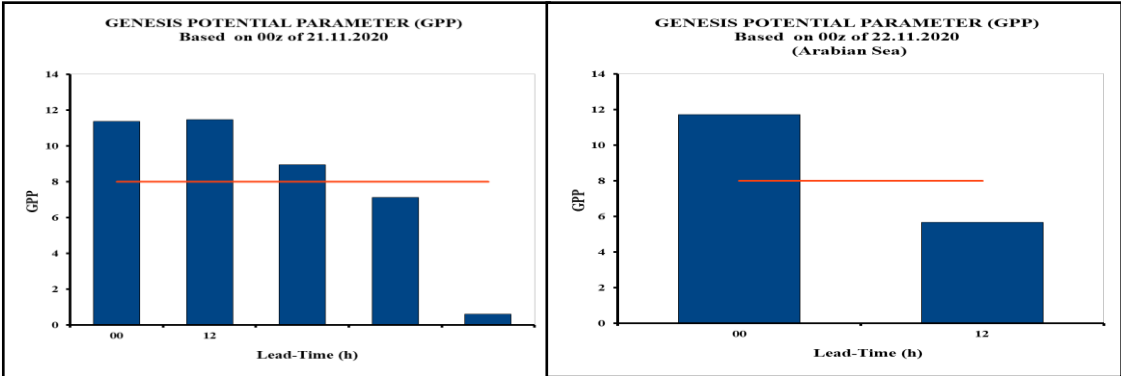 GENESIS POTENTIAL PARAMETER (GPP)
Based on 00z of 21.11.2020
14
12
10
8
6
4
2
0
GPP
00 12
Lead-Time (h)
GENESIS POTENTIAL PARAMETER (GPP)
Based on 00z of 22.11.2020
(Arabian Sea)
14
12
10
8
6
4
2
0
GPP
00 12
Lead-Time (h)